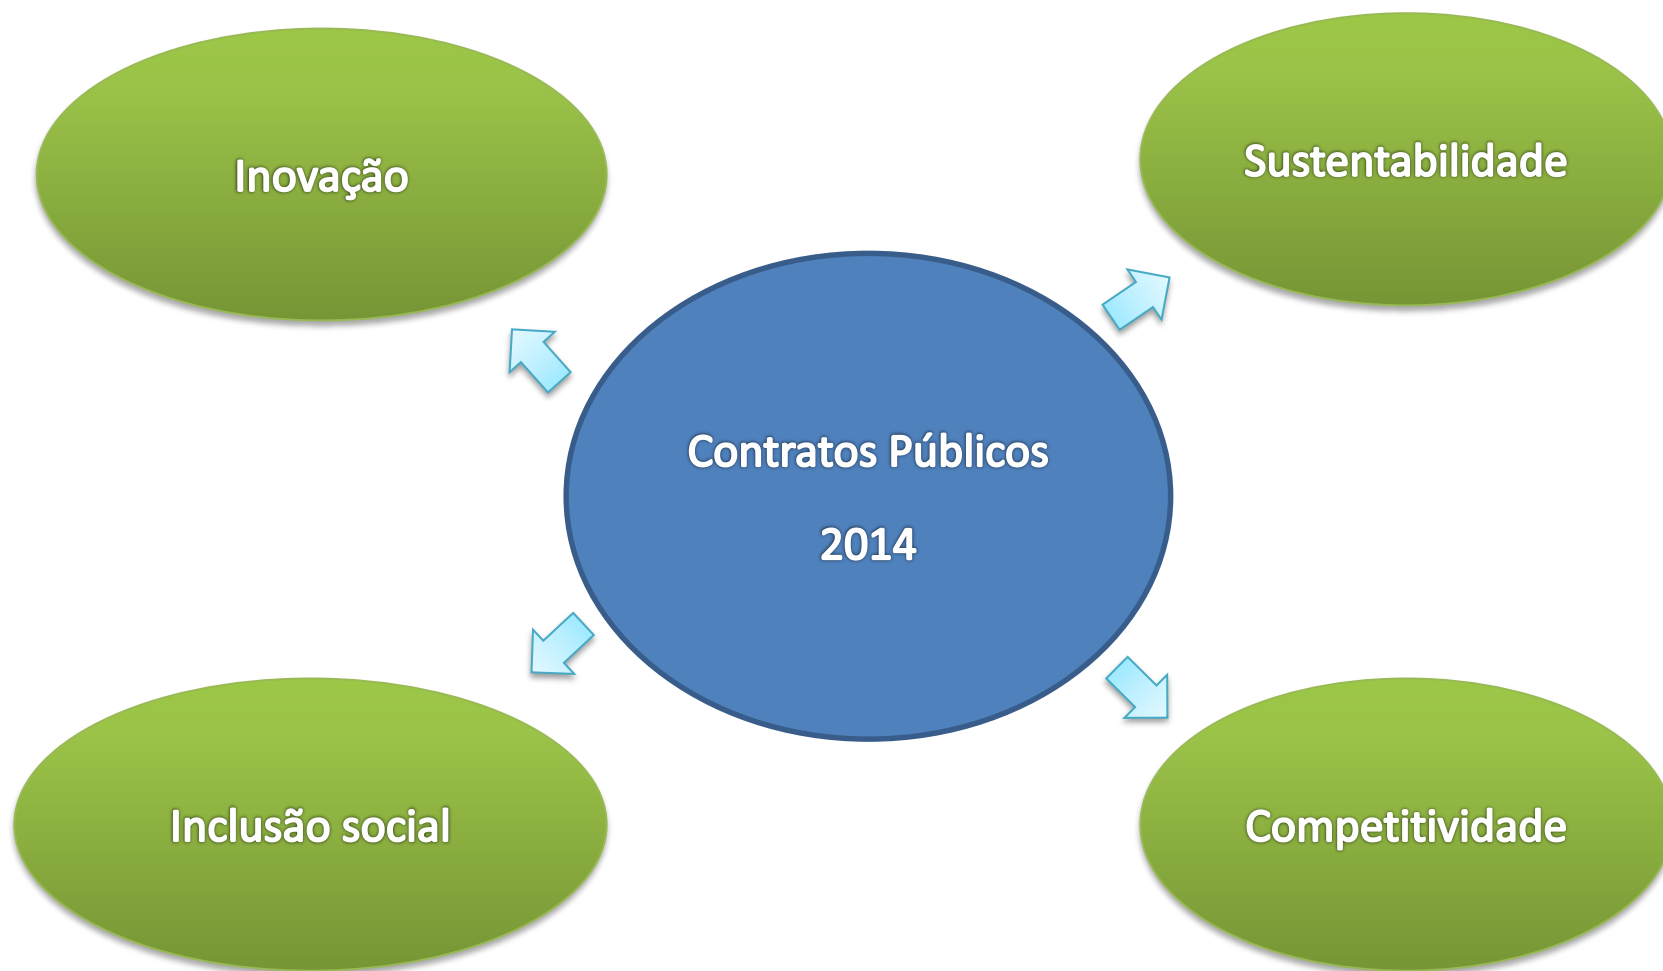 Inovação
Sustentabilidade
Contratos Públicos
2014
Inclusão social
Competitividade